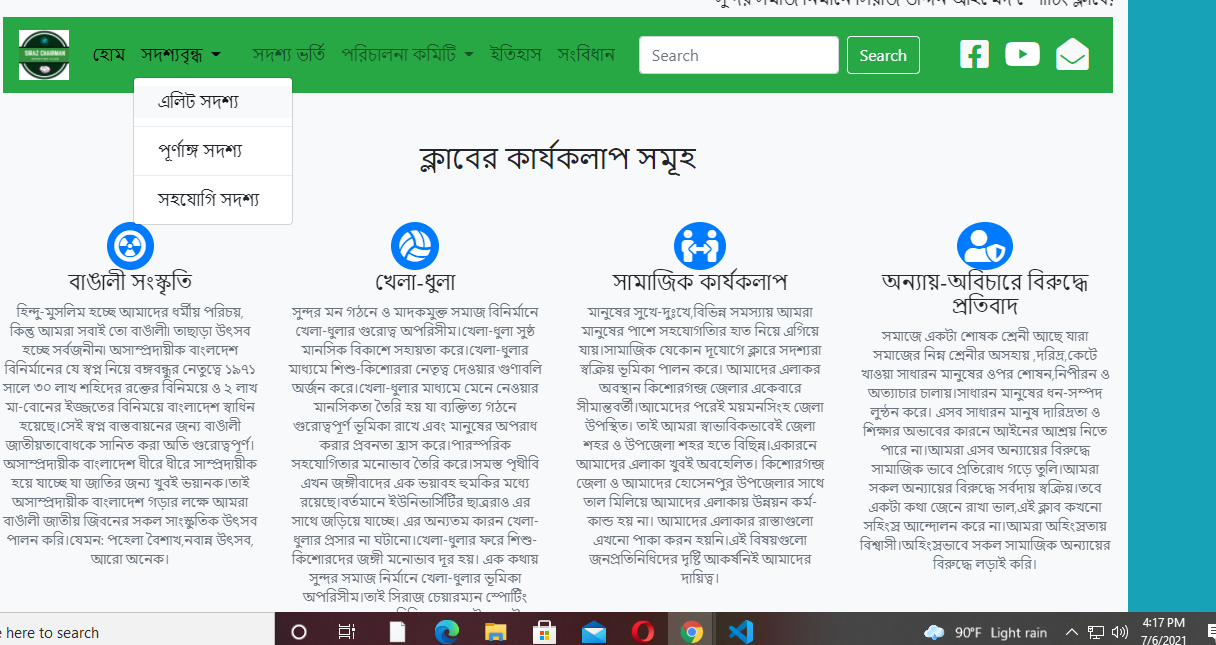 SIRAZ CHAIRMAN
হোম সদস্যবৃন্ধ সদস্য ভর্তি পরিচালনা কমিটি ইতিহাস সংবিধান Search Search
এলিট সদশ্য
পূর্ণাঙ্গ সদশ্য
সহযোগি সদশ্য
ক্লাবের কার্যকলাপ সমূহ
বাঙালী সংস্কৃতি
হিন্দু-মুসলিম হচ্ছে আমাদের ধর্মীয় পরিচয়,
কিন্তু আমরা সবাই তো বাঙালী। তাছাড়া উৎসব
হচ্ছে সর্বজনীন। অসাম্প্রদায়ীক বাংলদেশ
বিনির্মানের যে স্বপ্ন নিয়ে বঙ্গবন্ধুর নেতুত্বে ১৯৭১
সালে ৩০ লাখ শহিদের রক্তের বিনিময়ে ও ২ লাখ
মা-বোনের ইজ্জতের বিনিময়ে বাংলাদেশ স্বাধিন
হয়েছে।সেই স্বপ্ন বাস্তবায়নের জন্য বাঙালী
জাতীয়তাবোধকে সানিত করা অতি গুরোত্বপূর্ণ।
অসাম্প্রদায়ীক বাংলাদেশ ধীরে ধীরে সাম্প্রদায়ীক
হয়ে যাচ্ছে যা জাতির জন্য খুবই ভয়ানক।তাই
অসাম্প্রদায়ীক বাংলাদেশ গড়ার লক্ষে আমরা
বাঙালী জাতীয় জিবনের সকল সাংস্কুতিক উৎসব
পালন করি।যেমন: পহেলা বৈশাখ,নবান্ন উৎসব,
আরো অনেক।
খেলা-ধুলা
সুন্দর মন গঠনে ও মাদকমুক্ত সমাজ বিনির্মানে
খেলা-ধুলার গুরোত্ব অপরিসীম।খেলা-ধুলা সুষ্ঠ
মানসিক বিকাশে সহায়তা করে।খেলা-ধুলার
মাধ্যমে শিশু-কিশোররা নেতৃত্ব দেওয়ার গুণাবলি
অর্জন করে।খেলা-ধুলার মাধ্যমে মেনে নেওয়ার
মানসিকতা তৈরি হয় যা ব্যক্তিত্য গঠনে
গুরোত্বপূর্ণ ভূমিকা রাখে এবং মানুষের অপরাধ
করার প্রবনতা হ্রাস করে।পারস্পরিক
সহযোগিতার মনোভাব তৈরি করে।সমস্ত পৃথীবি
এখন জঙ্গীবাদের এক ভয়াবহ হুমকির মধ্যে
রয়েছে।বর্তমানে ইউনিভার্সিটির ছাত্ররাও এর
সাথে জড়িয়ে যাচ্ছে। এর অন্যতম কারন খেলা-
ধুলার প্রসার না ঘটানো।খেলা-ধুলার ফরে শিশু-
কিশোরদের জঙ্গী মনোভাব দূর হয়। এক কথায়
সুন্দর সমাজ নির্মানে খেলা-ধুলার ভূমিকা
অপরিসীম।তাই সিরাজ চেয়ারম্যন স্পোর্টিং
সামাজিক কার্যকলাপ
মানুষের সুখে-দুঃখে,বিভিন্ন সমস্যায় আমরা
মানুষের পাশে সহযোগতির হাত নিয়ে এগিয়ে
যায়।সামাজিক যেকোন দূযোগে ক্লারে সদশ্যরা
স্বক্রিয় ভূমিকা পালন করে। আমাদের এলাকর
অবস্থান কিশোরগন্জ জেলার একেবারে
সীমান্তবর্তী।আমেদের পরেই ময়মনসিংহ জেলা
উপস্থিত। তাই আমরা স্বাভাবিকভাবেই জেলা
শহর ও উপজেলা শহর হতে বিছিন্ন।একারনে
আমাদের এলাকা খুবই অবহেলিত। কিশোরগন্জ
জেলা ও আমাদের হোসেনপুর উপজেলার সাথে
তাল মিলিয়ে আমাদের এলাকায় উন্নয়ন কর্ম-
কান্ড হয় না। আমাদের এলাকার রাস্তাগুলো
এখনো পাকা করন হয়নি।এই বিষয়গুলো
জনপ্রতিনিধিদের দৃষ্টি আকর্ষনিই আমাদের
দায়িত্ব।
অন্যায়-অবিচারে বিরুদ্ধে
প্রতিবাদ
সমাজে একটা শোষক শ্রেনী আছে যারা
সমাজের নিম্ন শ্রেনীর অসহায় ,দরিদ্র,কেটে
খাওয়া সাধারন মানুষের ওপর শোষন,নিপীরন ও
অত্যাচার চালায়।সাধারন মানুষের ধন-সম্পদ
লুন্ঠন করে। এসব সাধারন মানুষ দারিদ্রতা ও
শিক্ষার অভাবের কারনে আইনের আশ্রয় নিতে
পারে না।আমরা এসব অন্যায়ের বিরুদ্ধে
সামাজিক ভাবে প্রতিরোধ গড়ে তুলি।আমরা
সকল অন্যায়ের বিরুদ্ধে সর্বদায় স্বক্রিয়।তবে
একটা কথা জেনে রাখা ভাল,এই ক্লাব কখনো
সহিংস্র আন্দোলন করে না।আমরা অহিংস্রতায়
বিশ্বাসী।অহিংস্রভাবে সকল সামাজিক অন্যায়ের
বিরুদ্ধে লড়াই করি।
here to search 90°F Light rain 4:17 PM
7/6/2021